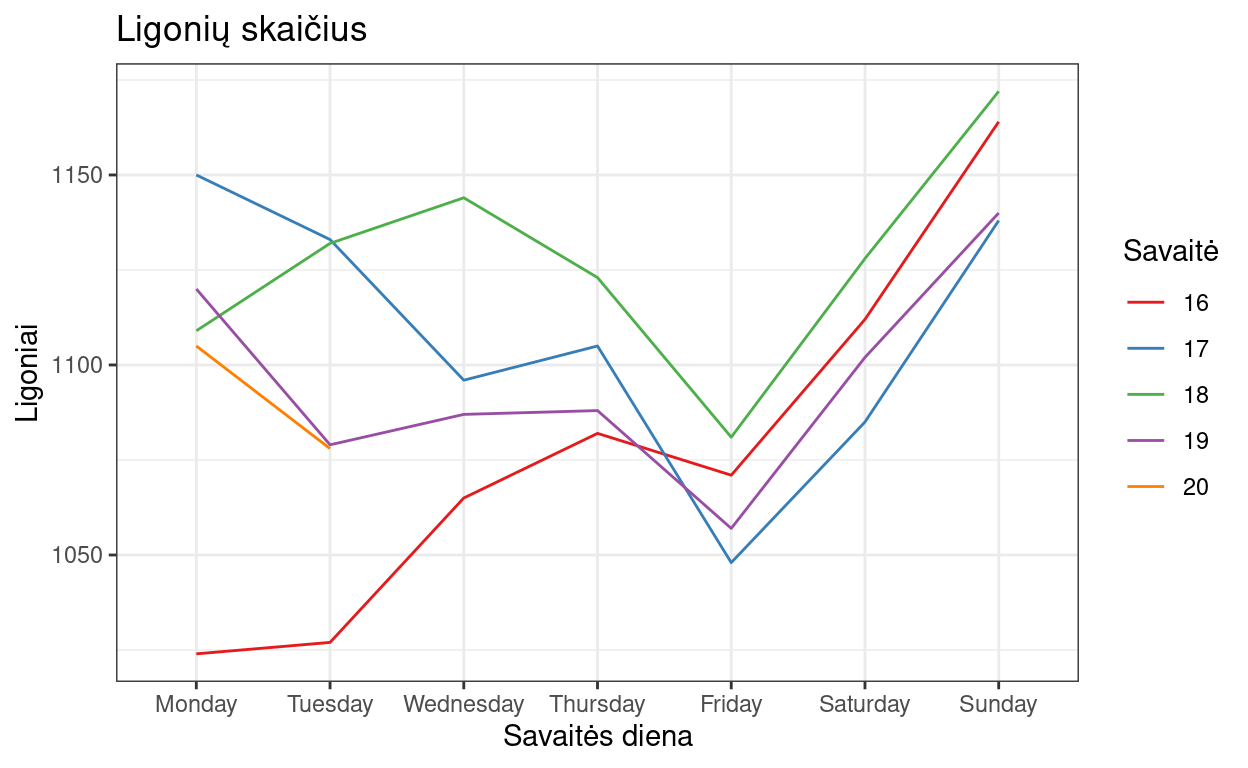 Ligonių skaičius
Ligoniai
1150
1100
1050
Monday Tuesday Wednesday Thursday Friday Saturday Sunday
Savaitės diena
Savaitė
16
17
18
19
20